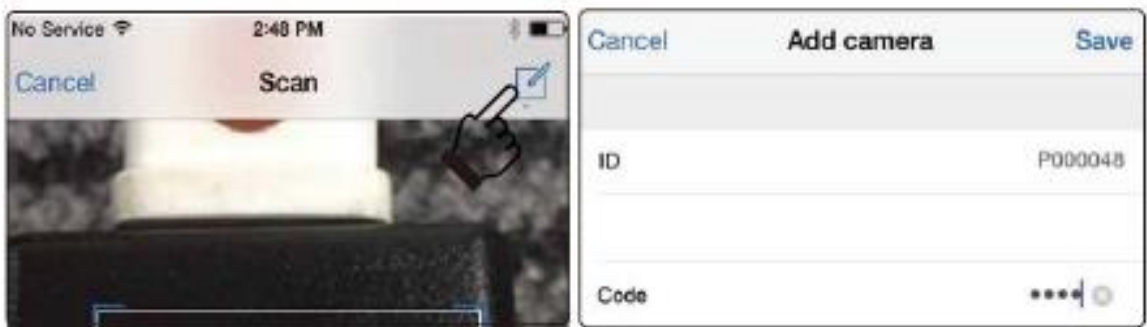 No Service 2:48 PM
Cancel Scan
Cancel Add camera Save
ID P000048
Code ••••